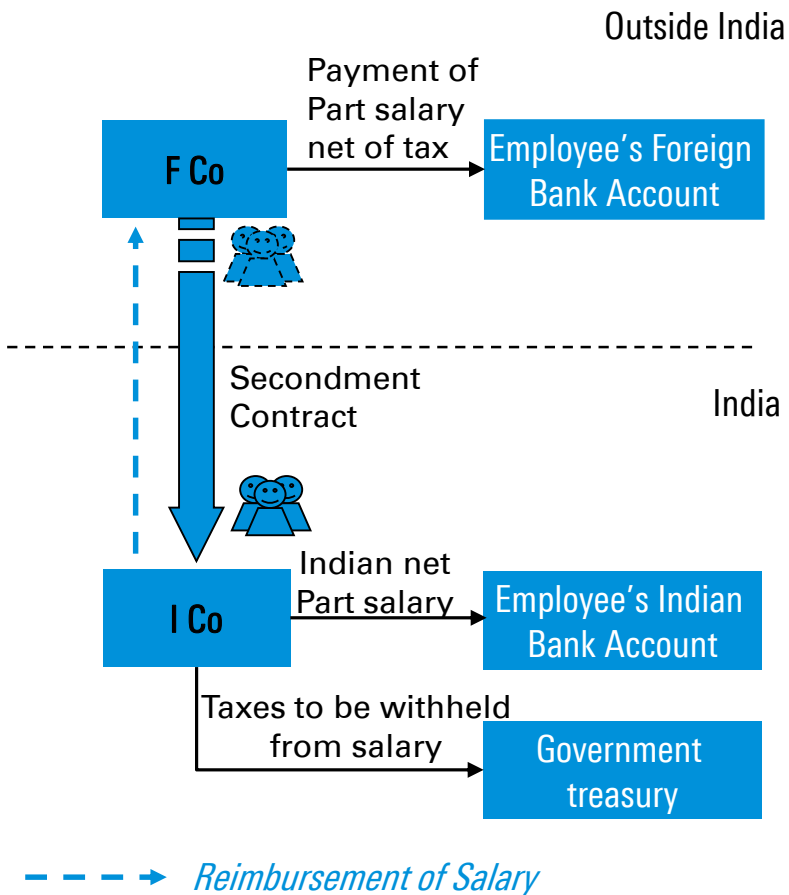 Outside India
Payment of
Part salary
net of tax
F Co
Employee's Foreign
Bank Account
Secondment
Contract
India
Indian net
Part salary
I Co
Employee's Indian
Bank Account
Taxes to be withheld
from salary
Government
treasury
Reimbursement of Salary